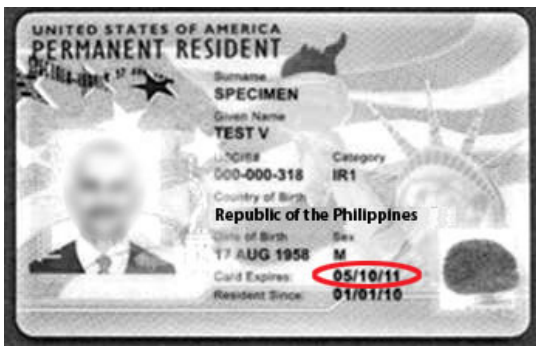 UNITED STATES OF AMERICA
PERMANENT RESIDENT
Surname
SPECIMEN
Given Name
TEST V
USCIS# Category
000-000-318 IR1
Country of Birth
Republic of the Philippines
Date of Birth Sex
17 AUG 1958 M
Card Expires: 05/10/11
Resident Since: 01/01/10